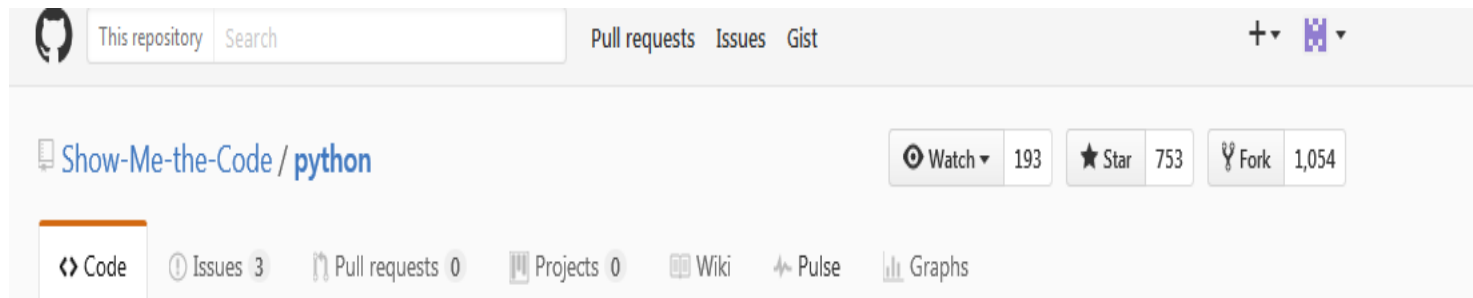 This repository Search Pull requests Issues Gist
Show-Me-the-Code / python Watch 193 Star 753 Fork 1,054
Code Issues 3 Pull requests 0 Projects 0 Wiki Pulse Graphs